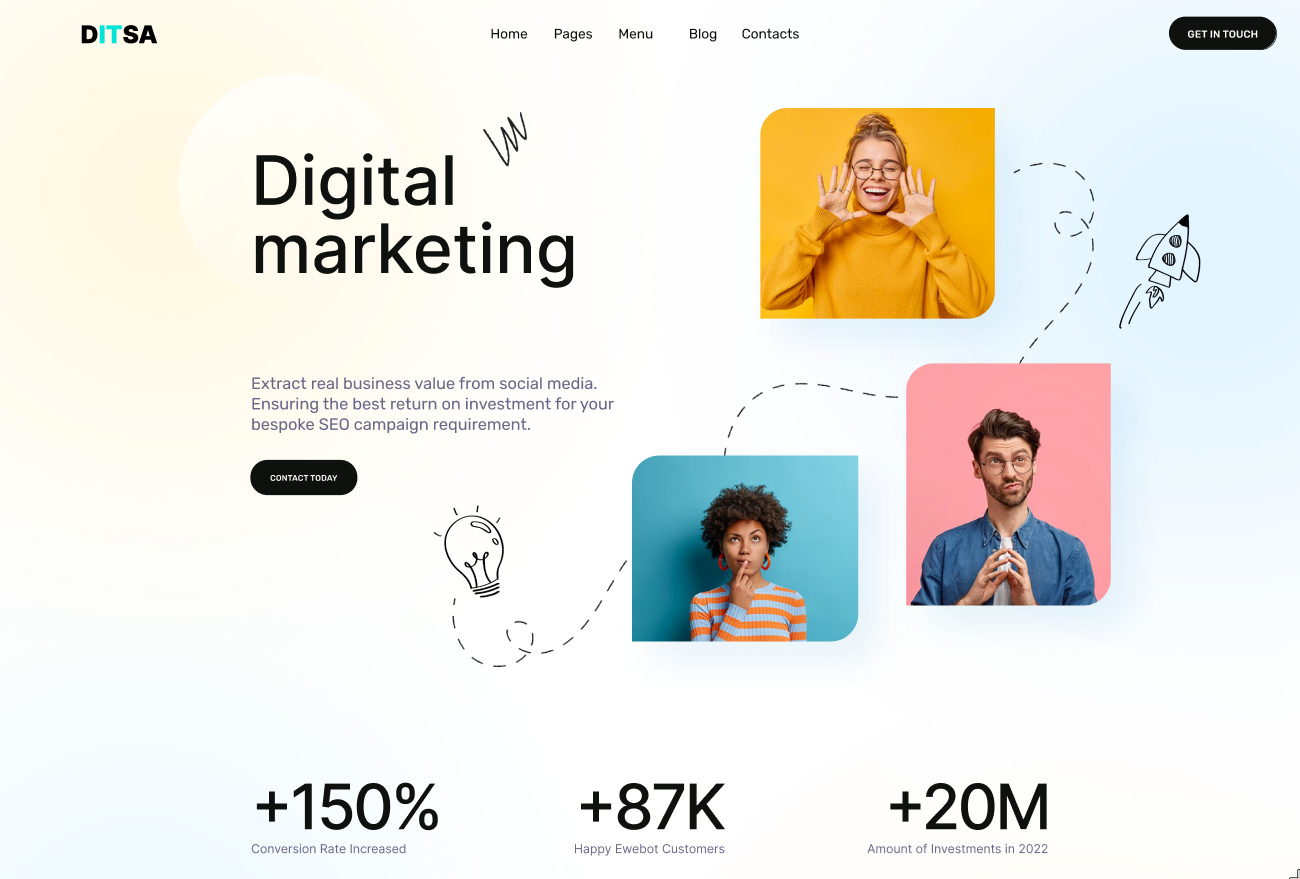 DITSA
Home Pages Menu Blog Contacts
GET IN TOUCH
Digital
marketing
Extract real business value from social media.
Ensuring the best return on investment for your
bespoke SEO campaign requirement.
CONTACT TODAY
+150%
Conversion Rate Increased
+87K
Happy Ewebot Customers
+20M
Amount of Investments in 2022